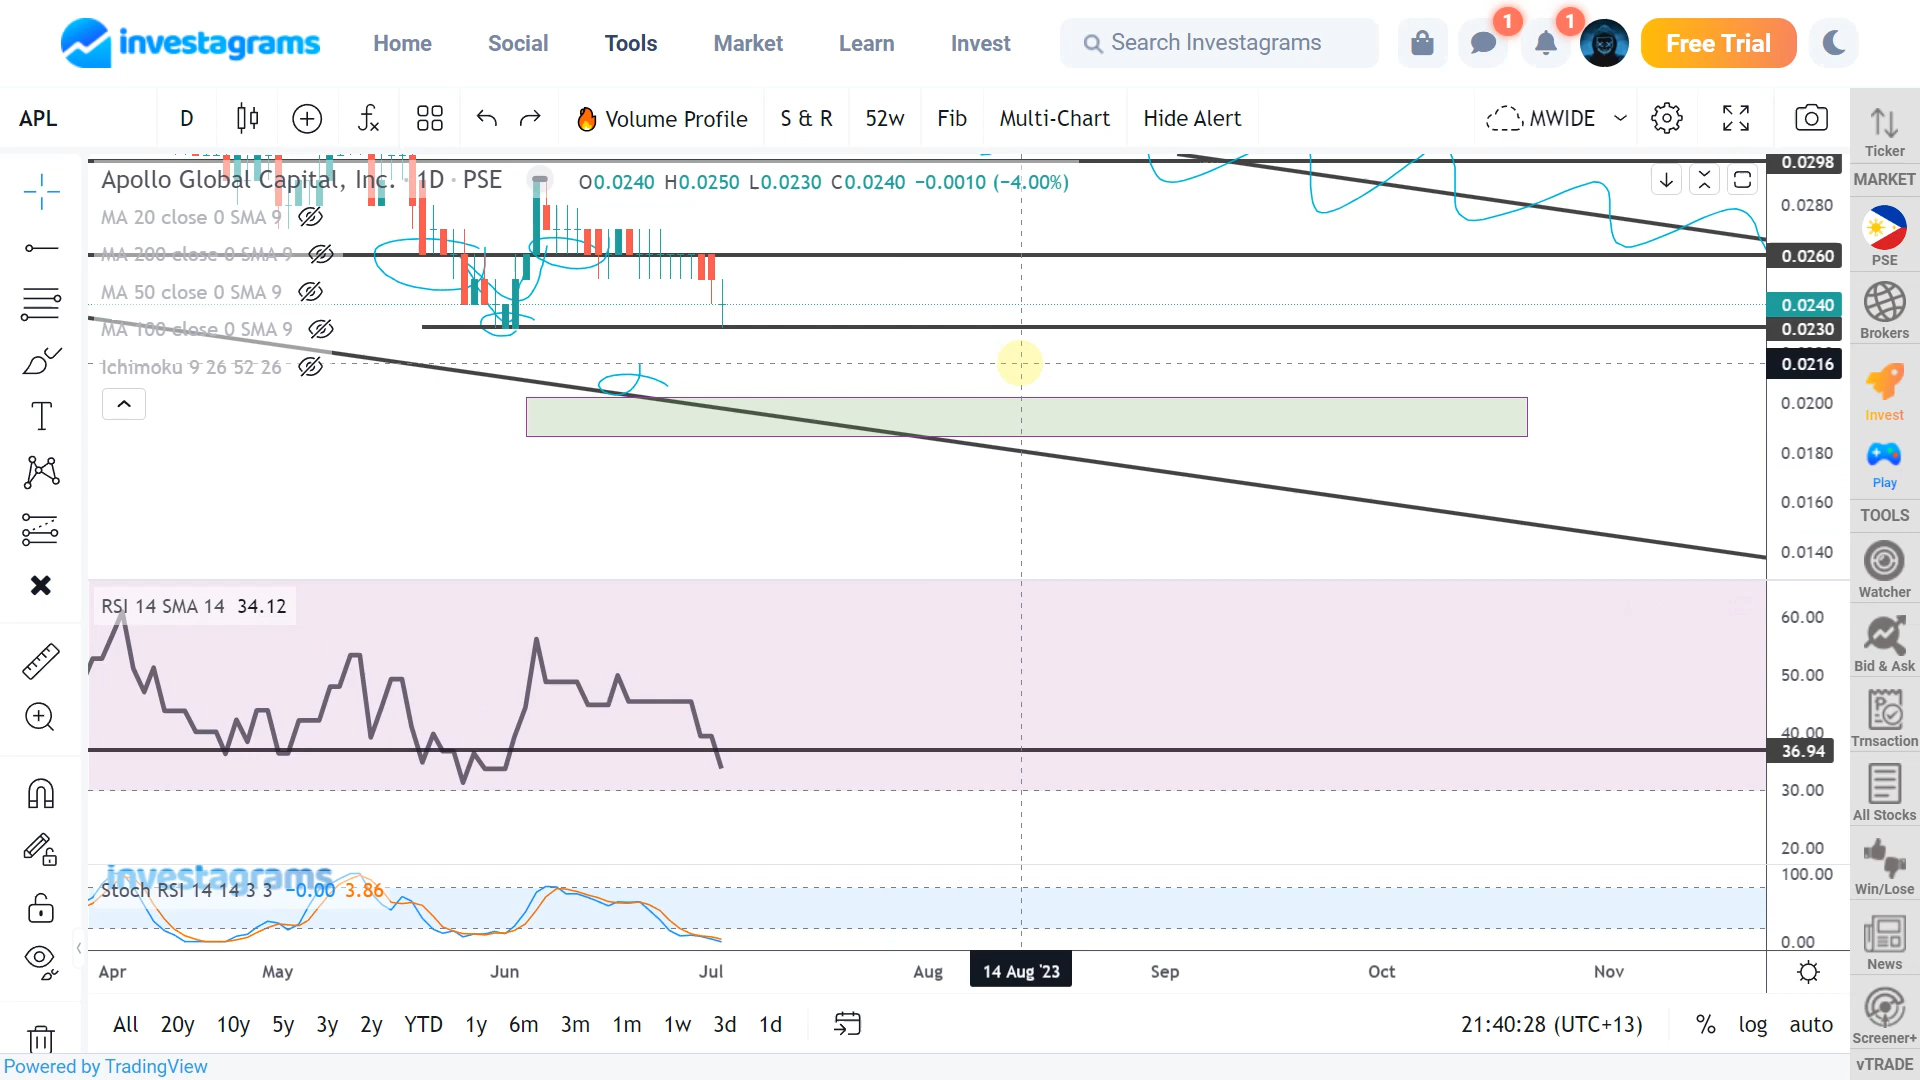 investagrams
Home Social Tools Market Learn Invest
Search Investagrams
1 1
Free Trial
APL D Volume Profile S & R 52w Fib Multi-Chart Hide Alert MWIDE
Apollo Global Capital, Inc. · 1D · PSE O0.0240 H0.0250 L0.0230 C0.0240 −0.0010 (−4.00%)
MA 20 close 0 SMA 9
MA 200 close 0 SMA 9
MA 50 close 0 SMA 9
MA 100 close 0 SMA 9
Ichimoku 9 26 52 26
0.0298
0.0280
0.0260
0.0240
0.0230
0.0216
0.0200
0.0180
0.0160
0.0140
RSI 14 SMA 14 34.12
60.00
50.00
40.00
36.94
30.00
20.00
investagrams
Stoch RSI 14 14 3 3 −0.00 3.86
100.00
0.00
Apr May Jun Jul Aug 14 Aug '23 Sep Oct Nov
All 20y 10y 5y 3y 2y YTD 1y 6m 3m 1m 1w 3d 1d
21:40:28 (UTC+13) % log auto
Powered by TradingView
Ticker
MARKET
PSE
Brokers
Invest
Play
TOOLS
Watcher
Bid & Ask
Trnsaction
All Stocks
Win/Lose
News
Screener+
vTRADE